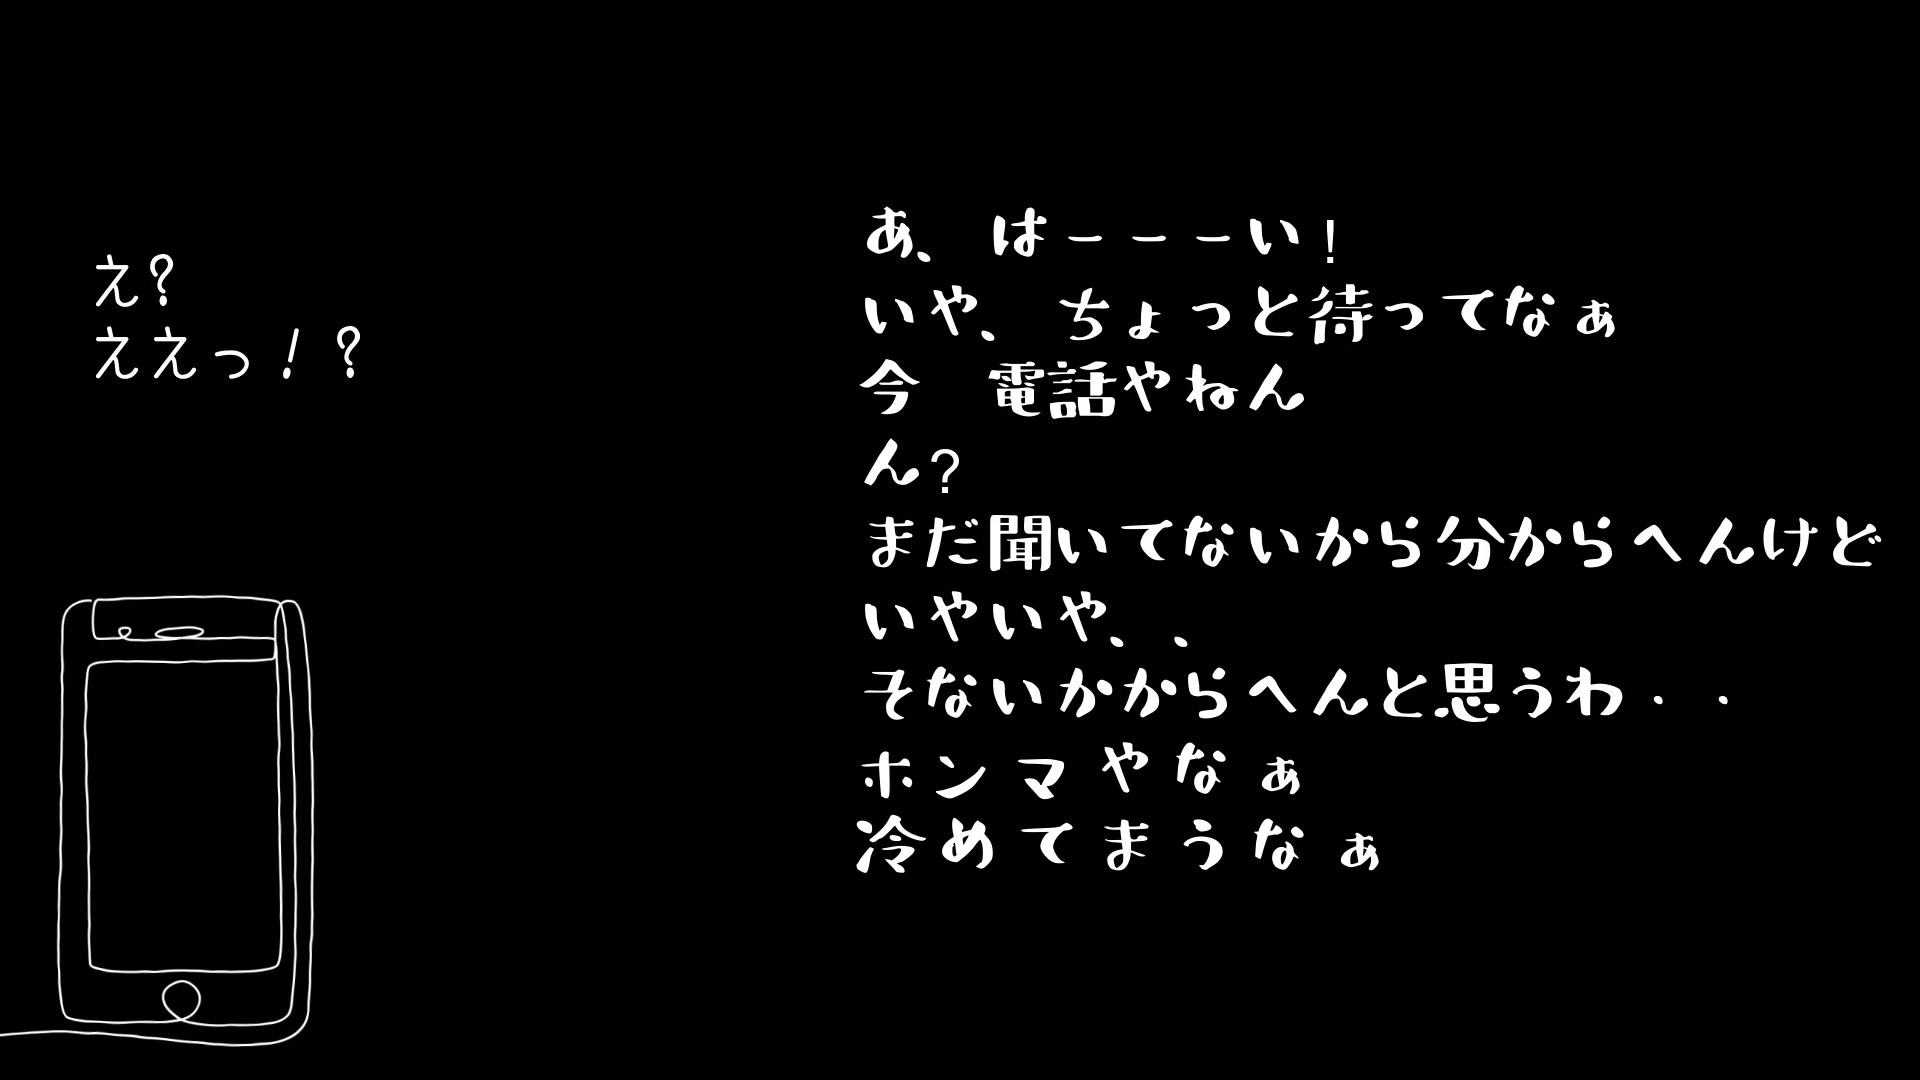 え?
ええっ!?
あ、はーーーい!
いや、ちょっと待ってなぁ
今 電話やねん
ん?
まだ聞いてないから分からへんけど
いやいや、、
そないかからへんと思うわ・・
ホンマやなぁ
冷めてまうなぁ